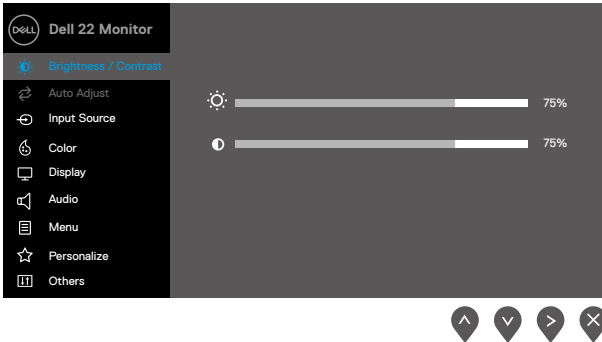 DELL Dell 22 Monitor
Brightness / Contrast
Auto Adjust
Input Source
Color
Display
Audio
Menu
Personalize
Others
75%
75%